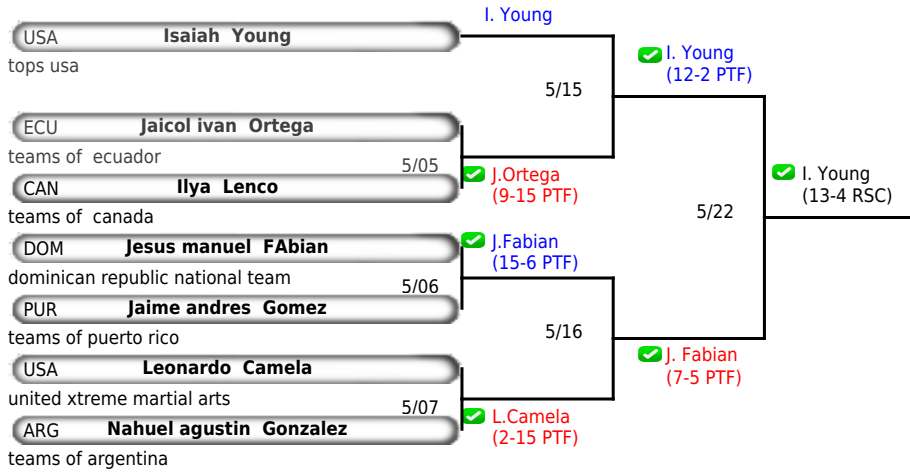 I. Young
USA Isaiah Young
tops usa
I. Young
(12-2 PTF)
5/15
ECU Jaicol ivan Ortega
teams of ecuador
5/05
CAN Ilya Lenco
J.Ortega
(9-15 PTF)
teams of canada
I. Young
(13-4 RSC)
5/22
DOM Jesus manuel FAbian
J.Fabian
(15-6 PTF)
dominican republic national team
5/06
PUR Jaime andres Gomez
teams of puerto rico
5/16
USA Leonardo Camela
J. Fabian
(7-5 PTF)
united xtreme martial arts
5/07
ARG Nahuel agustin Gonzalez
L.Camela
(2-15 PTF)
teams of argentina